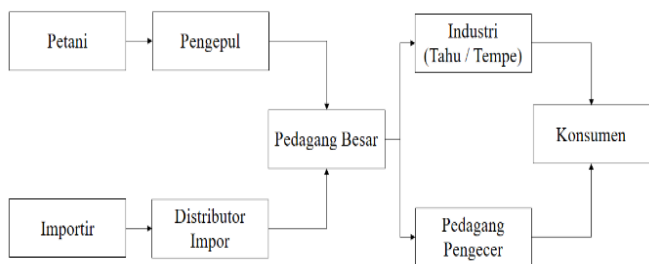 Petani
Pengepul
Industri
(Tahu / Tempe)
Pedagang Besar
Konsumen
Importir
Distributor
Impor
Pedagang
Pengecer